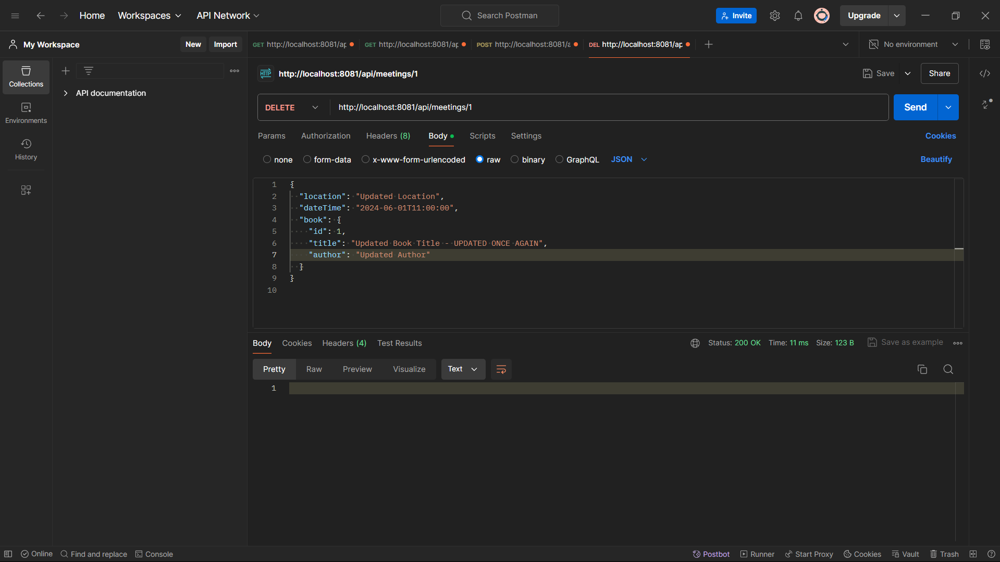 Home Workspaces API Network Search Postman Invite Upgrade
My Workspace New Import GET http://localhost:8081/ap GET http://localhost:8081/ap POST http://localhost:8081/a DEL http://localhost:8081/ap No environment
Collections
Environments
History
API documentation
HTTP http://localhost:8081/api/meetings/1 Save Share
DELETE http://localhost:8081/api/meetings/1 Send
Params Authorization Headers (8) Body Scripts Settings Cookies
none form-data x-www-form-urlencoded raw binary GraphQL JSON Beautify
1 {
2 "location": "Updated Location",
3 "dateTime": "2024-06-01T11:00:00",
4 "book": {
5 "id": 1,
6 "title": "Updated Book Title - UPDATED ONCE AGAIN",
7 "author": "Updated Author"
8 }
9 }
10
Body Cookies Headers (4) Test Results Status: 200 OK Time: 11 ms Size: 123 B Save as example
Pretty Raw Preview Visualize Text
1
Online Find and replace Console Postbot Runner Start Proxy Cookies Vault Trash